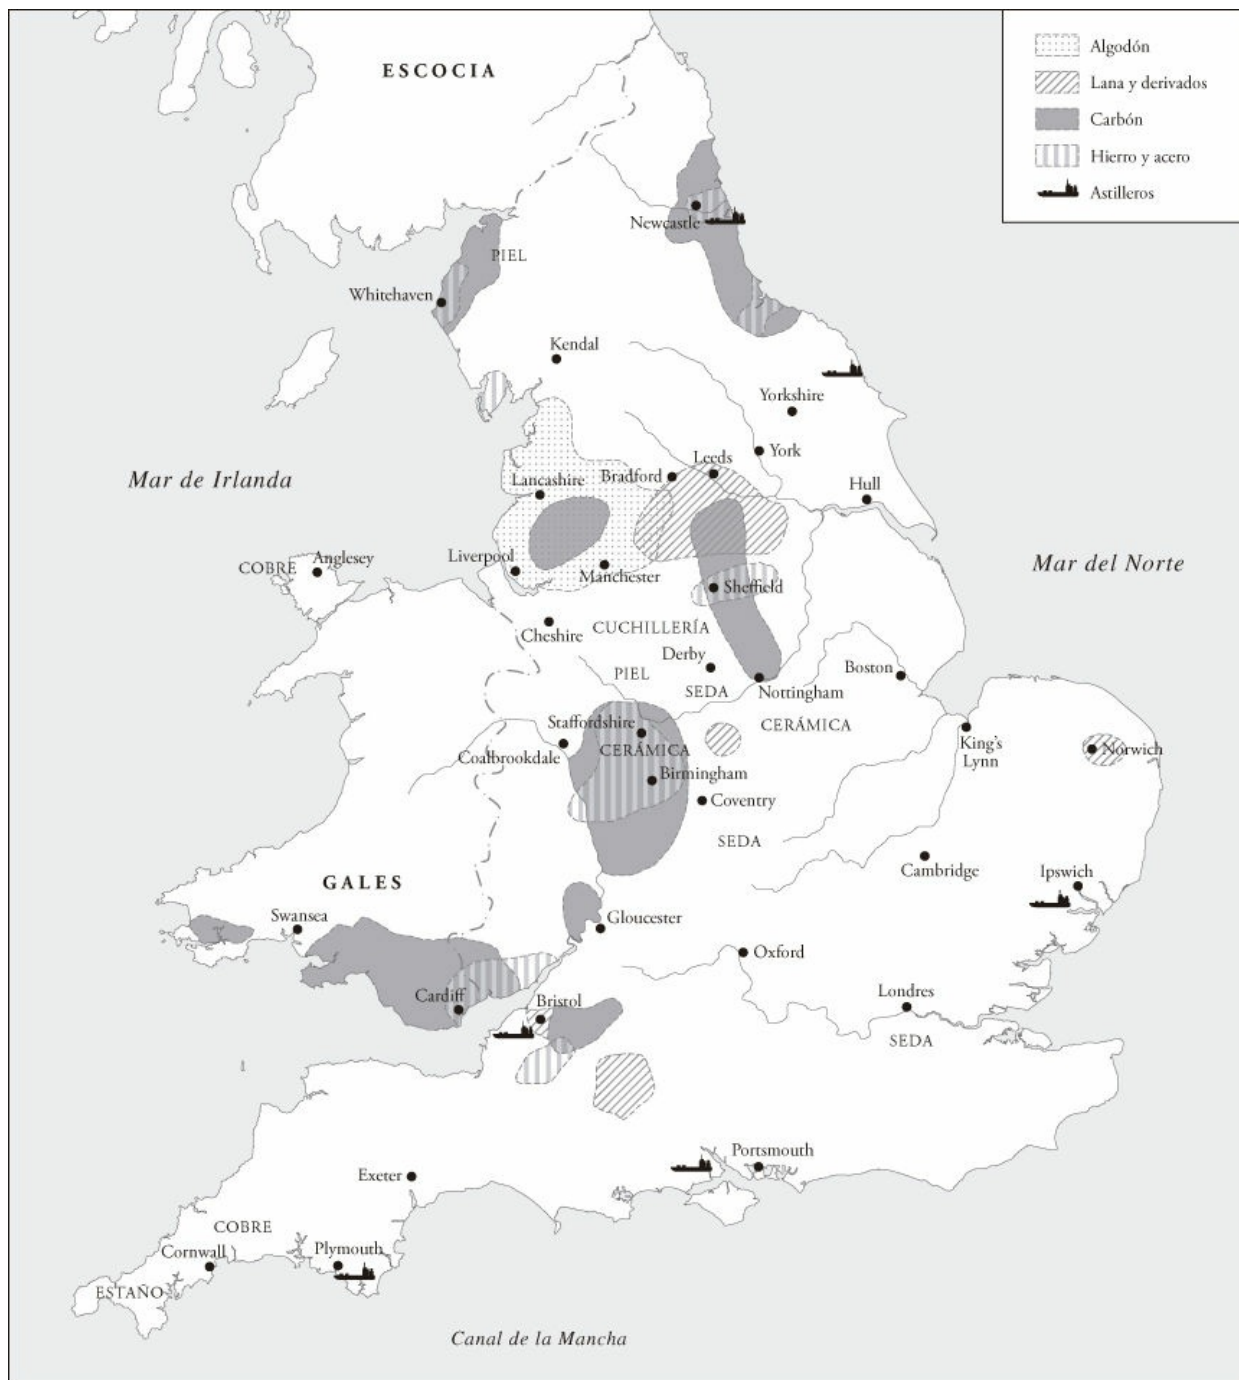 ESCOCIA
Algodón
Lana y derivados
Carbón
Hierro y acero
Astilleros
Newcastle
PIEL
Whitehaven
Kendal
Yorkshire
York
Leeds
Bradford
Mar de Irlanda
Lancashire
Hull
Liverpool
Anglesey
COBRE
Manchester
Mar del Norte
Sheffield
CUCHILLERÍA
Cheshire
Derby
PIEL
SEDA
Nottingham
Boston
Staffordshire
CERÁMICA
CERÁMICA
Coalbrookdale
King's
Lynn
Norwich
Birmingham
Coventry
SEDA
Cambridge
Ipswich
GALES
Swansea
Gloucester
Oxford
Cardiff
Bristol
Londres
SEDA
Portsmouth
Exeter
COBRE
Cornwall
Plymouth
ESTAÑO
Canal de la Mancha